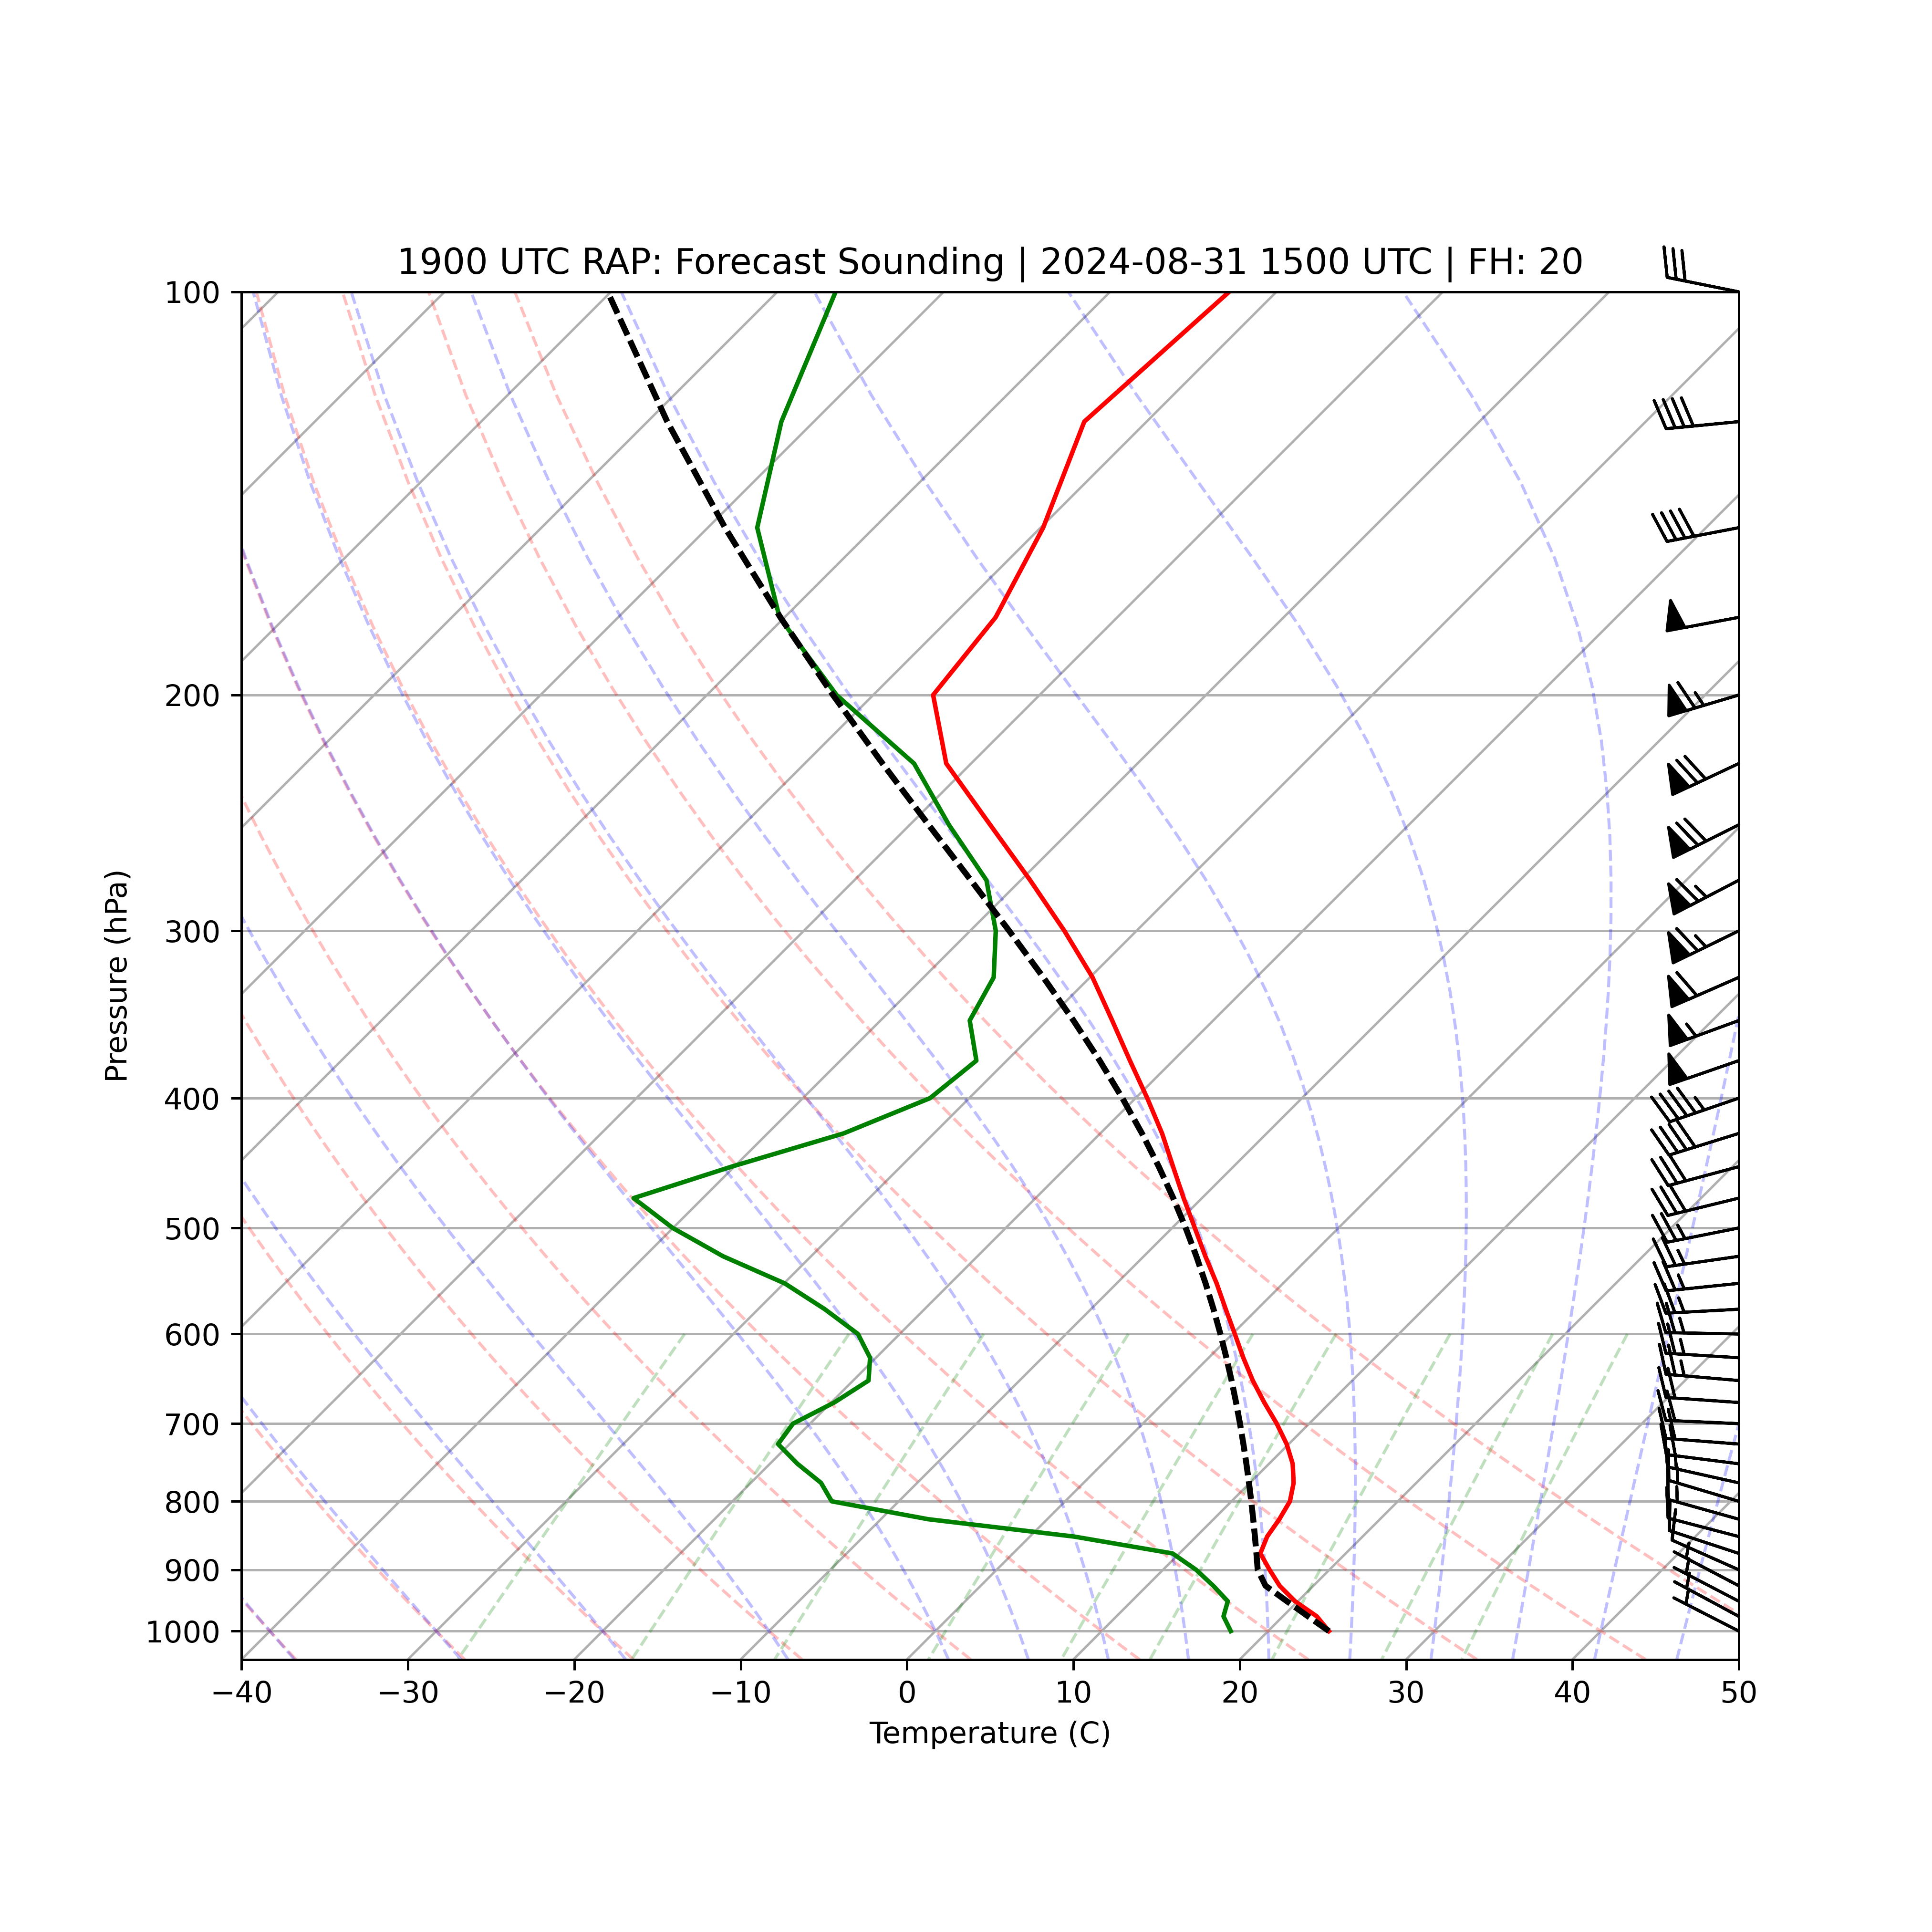 1900 UTC RAP: Forecast Sounding | 2024-08-31 1500 UTC | FH: 20
100
200
300
400
500
600
700
800
900
1000
Pressure (hPa)
−40 −30 −20 −10 0 10 20 30 40 50
Temperature (C)